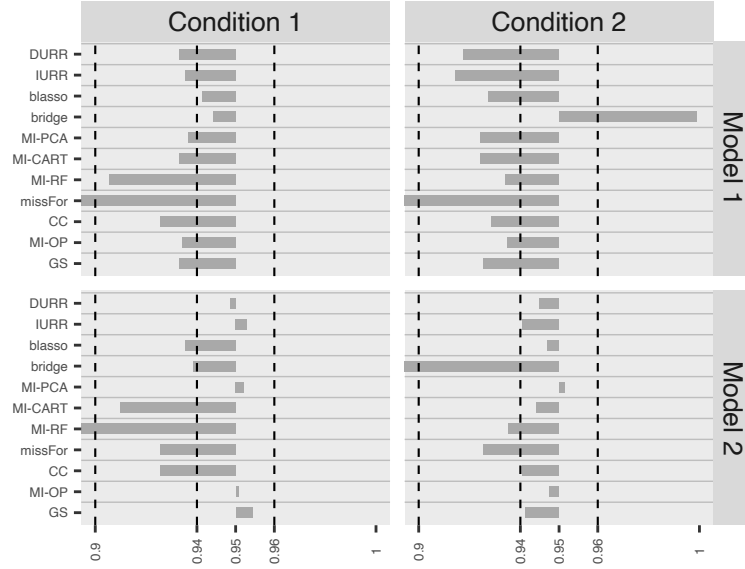 Condition 1
Condition 2
DURR
IURR
blasso
bridge
MI-PCA
MI-CART
MI-RF
missFor
CC
MI-OP
GS
Model 1
DURR
IURR
blasso
bridge
MI-PCA
MI-CART
MI-RF
missFor
CC
MI-OP
GS
Model 2
0.9
0.94
0.95
0.96
1
0.9
0.94
0.95
0.96
1